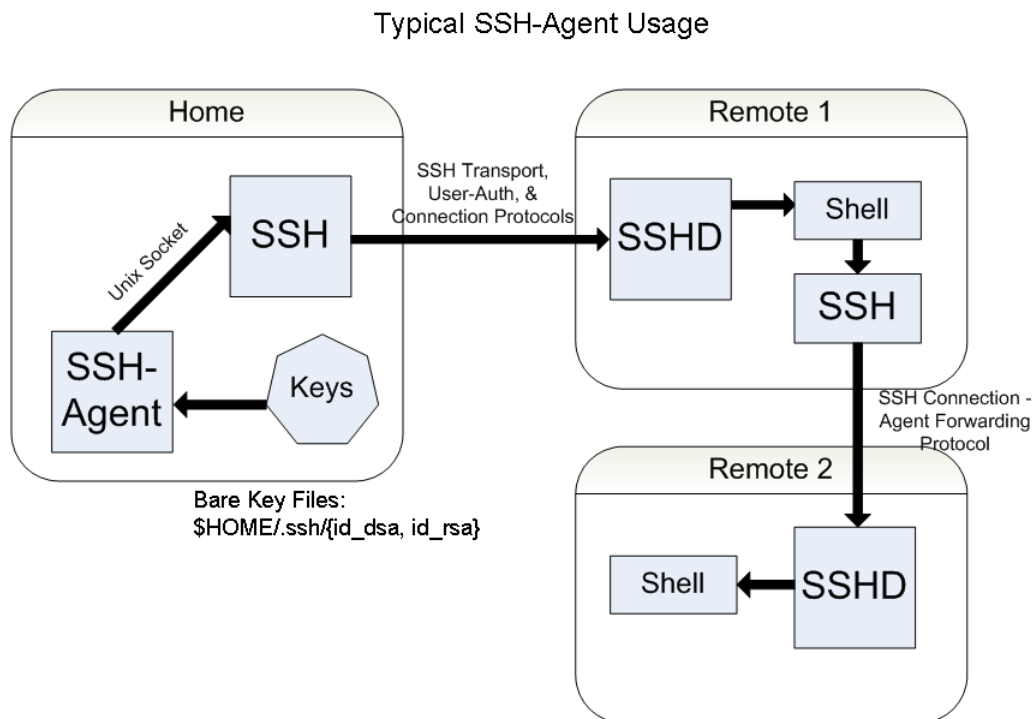 Typical SSH-Agent Usage
Home
Remote 1
SSH Transport,
User-Auth, &
Connection Protocols
SSH
SSHD
Shell
Unix Socket
SSH
SSH-
Agent
Keys
SSH Connection -
Agent Forwarding
Protocol
Bare Key Files:
$HOME/.ssh/{id_dsa, id_rsa}
Remote 2
Shell
SSHD